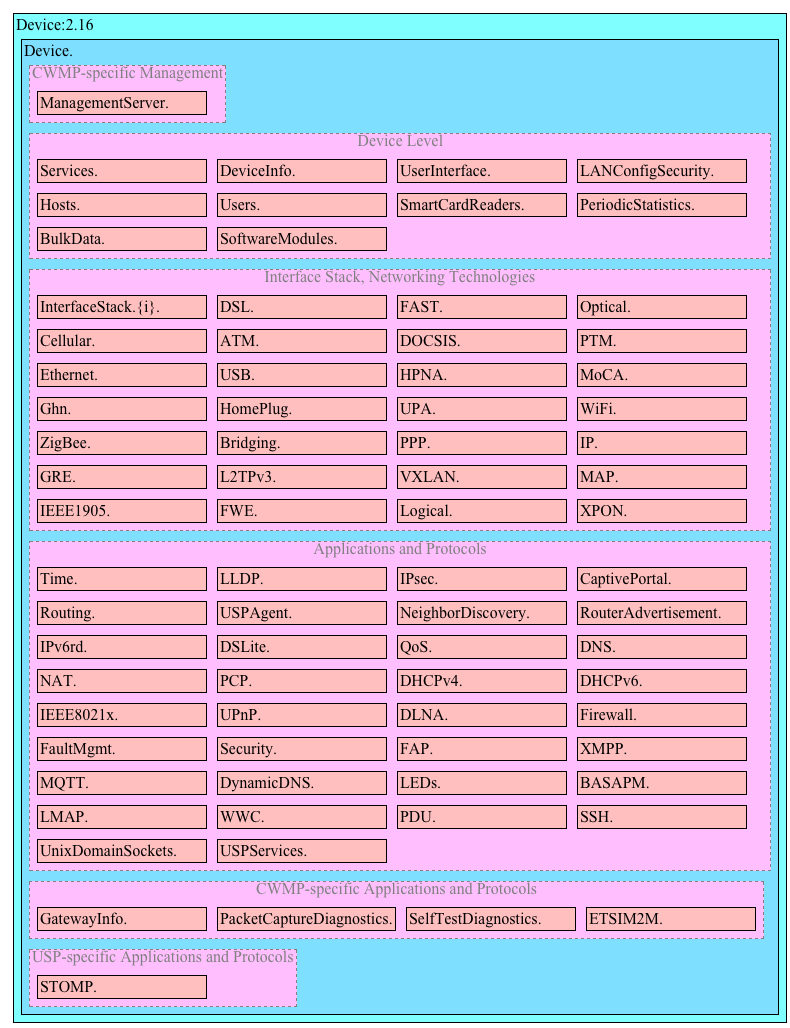 Device:2.16
Device.
CWMP-specific Management
ManagementServer.
Device Level
Services. DeviceInfo. UserInterface. LANConfigSecurity.
Hosts. Users. SmartCardReaders. PeriodicStatistics.
BulkData. SoftwareModules.
Interface Stack, Networking Technologies
InterfaceStack.{i}. DSL. FAST. Optical.
Cellular. ATM. DOCSIS. PTM.
Ethernet. USB. HPNA. MoCA.
Ghn. HomePlug. UPA. WiFi.
ZigBee. Bridging. PPP. IP.
GRE. L2TPv3. VXLAN. MAP.
IEEE1905. FWE. Logical. XPON.
Applications and Protocols
Time. LLDP. IPsec. CaptivePortal.
Routing. USPAgent. NeighborDiscovery. RouterAdvertisement.
IPv6rd. DSLite. QoS. DNS.
NAT. PCP. DHCPv4. DHCPv6.
IEEE8021x. UPnP. DLNA. Firewall.
FaultMgmt. Security. FAP. XMPP.
MQTT. DynamicDNS. LEDs. BASAPM.
LMAP. WWC. PDU. SSH.
UnixDomainSockets. USPServices.
CWMP-specific Applications and Protocols
GatewayInfo. PacketCaptureDiagnostics. SelfTestDiagnostics. ETSIM2M.
USP-specific Applications and Protocols
STOMP.